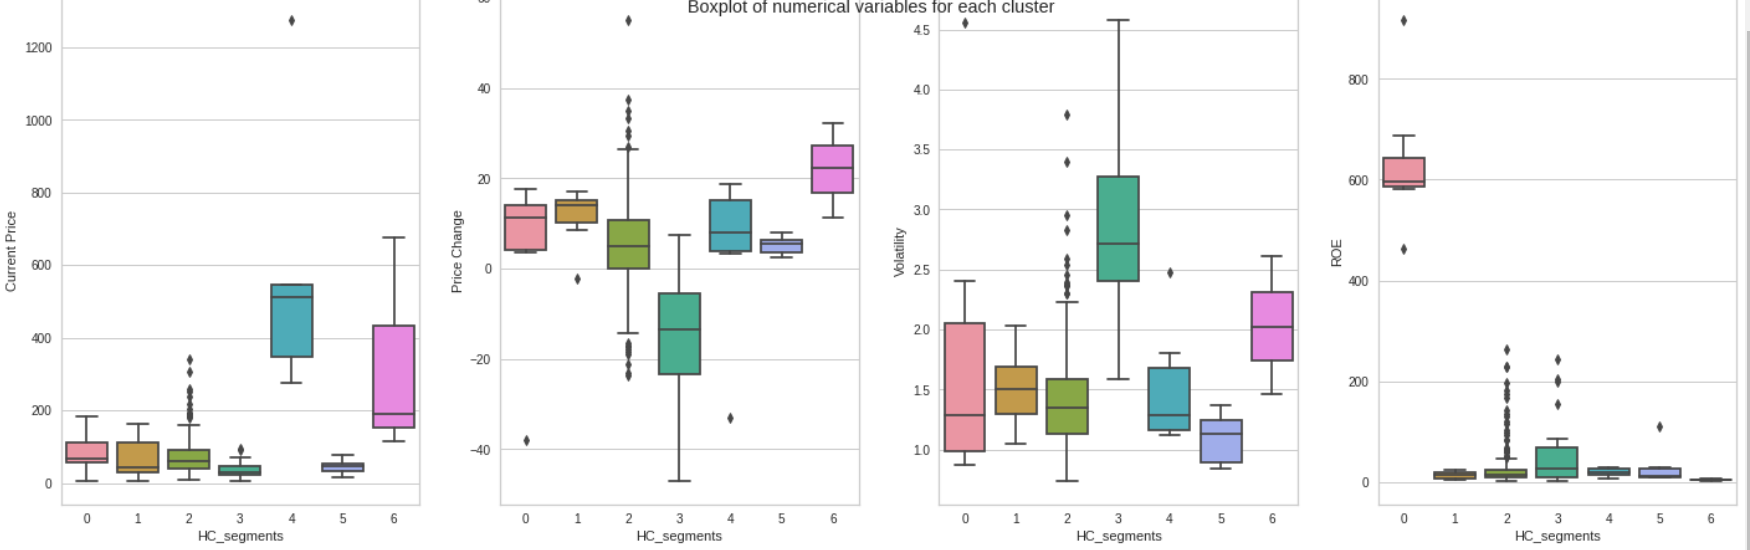 Boxplot of numerical variables for each cluster
Current Price
1200
1000
800
600
400
200
0
0 1 2 3 4 5 6
HC_segments
Price Change
40
20
0
−20
−40
0 1 2 3 4 5 6
HC_segments
Volatility
4.5
4.0
3.5
3.0
2.5
2.0
1.5
1.0
0 1 2 3 4 5 6
HC_segments
ROE
800
600
400
200
0
0 1 2 3 4 5 6
HC_segments